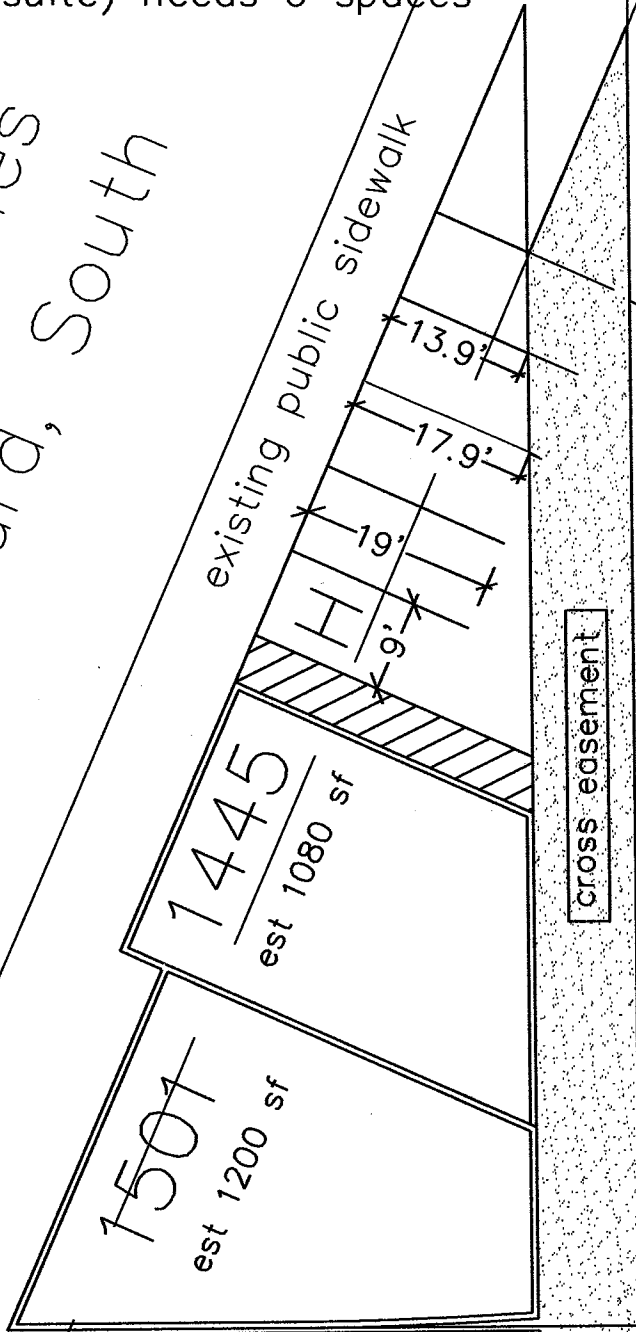 suite) needs 6 spaces
South
existing public sidewalk
13.9'
17.9'
19'
H
9'
1445
est 1080 sf
cross easement
1501
est 1200 sf